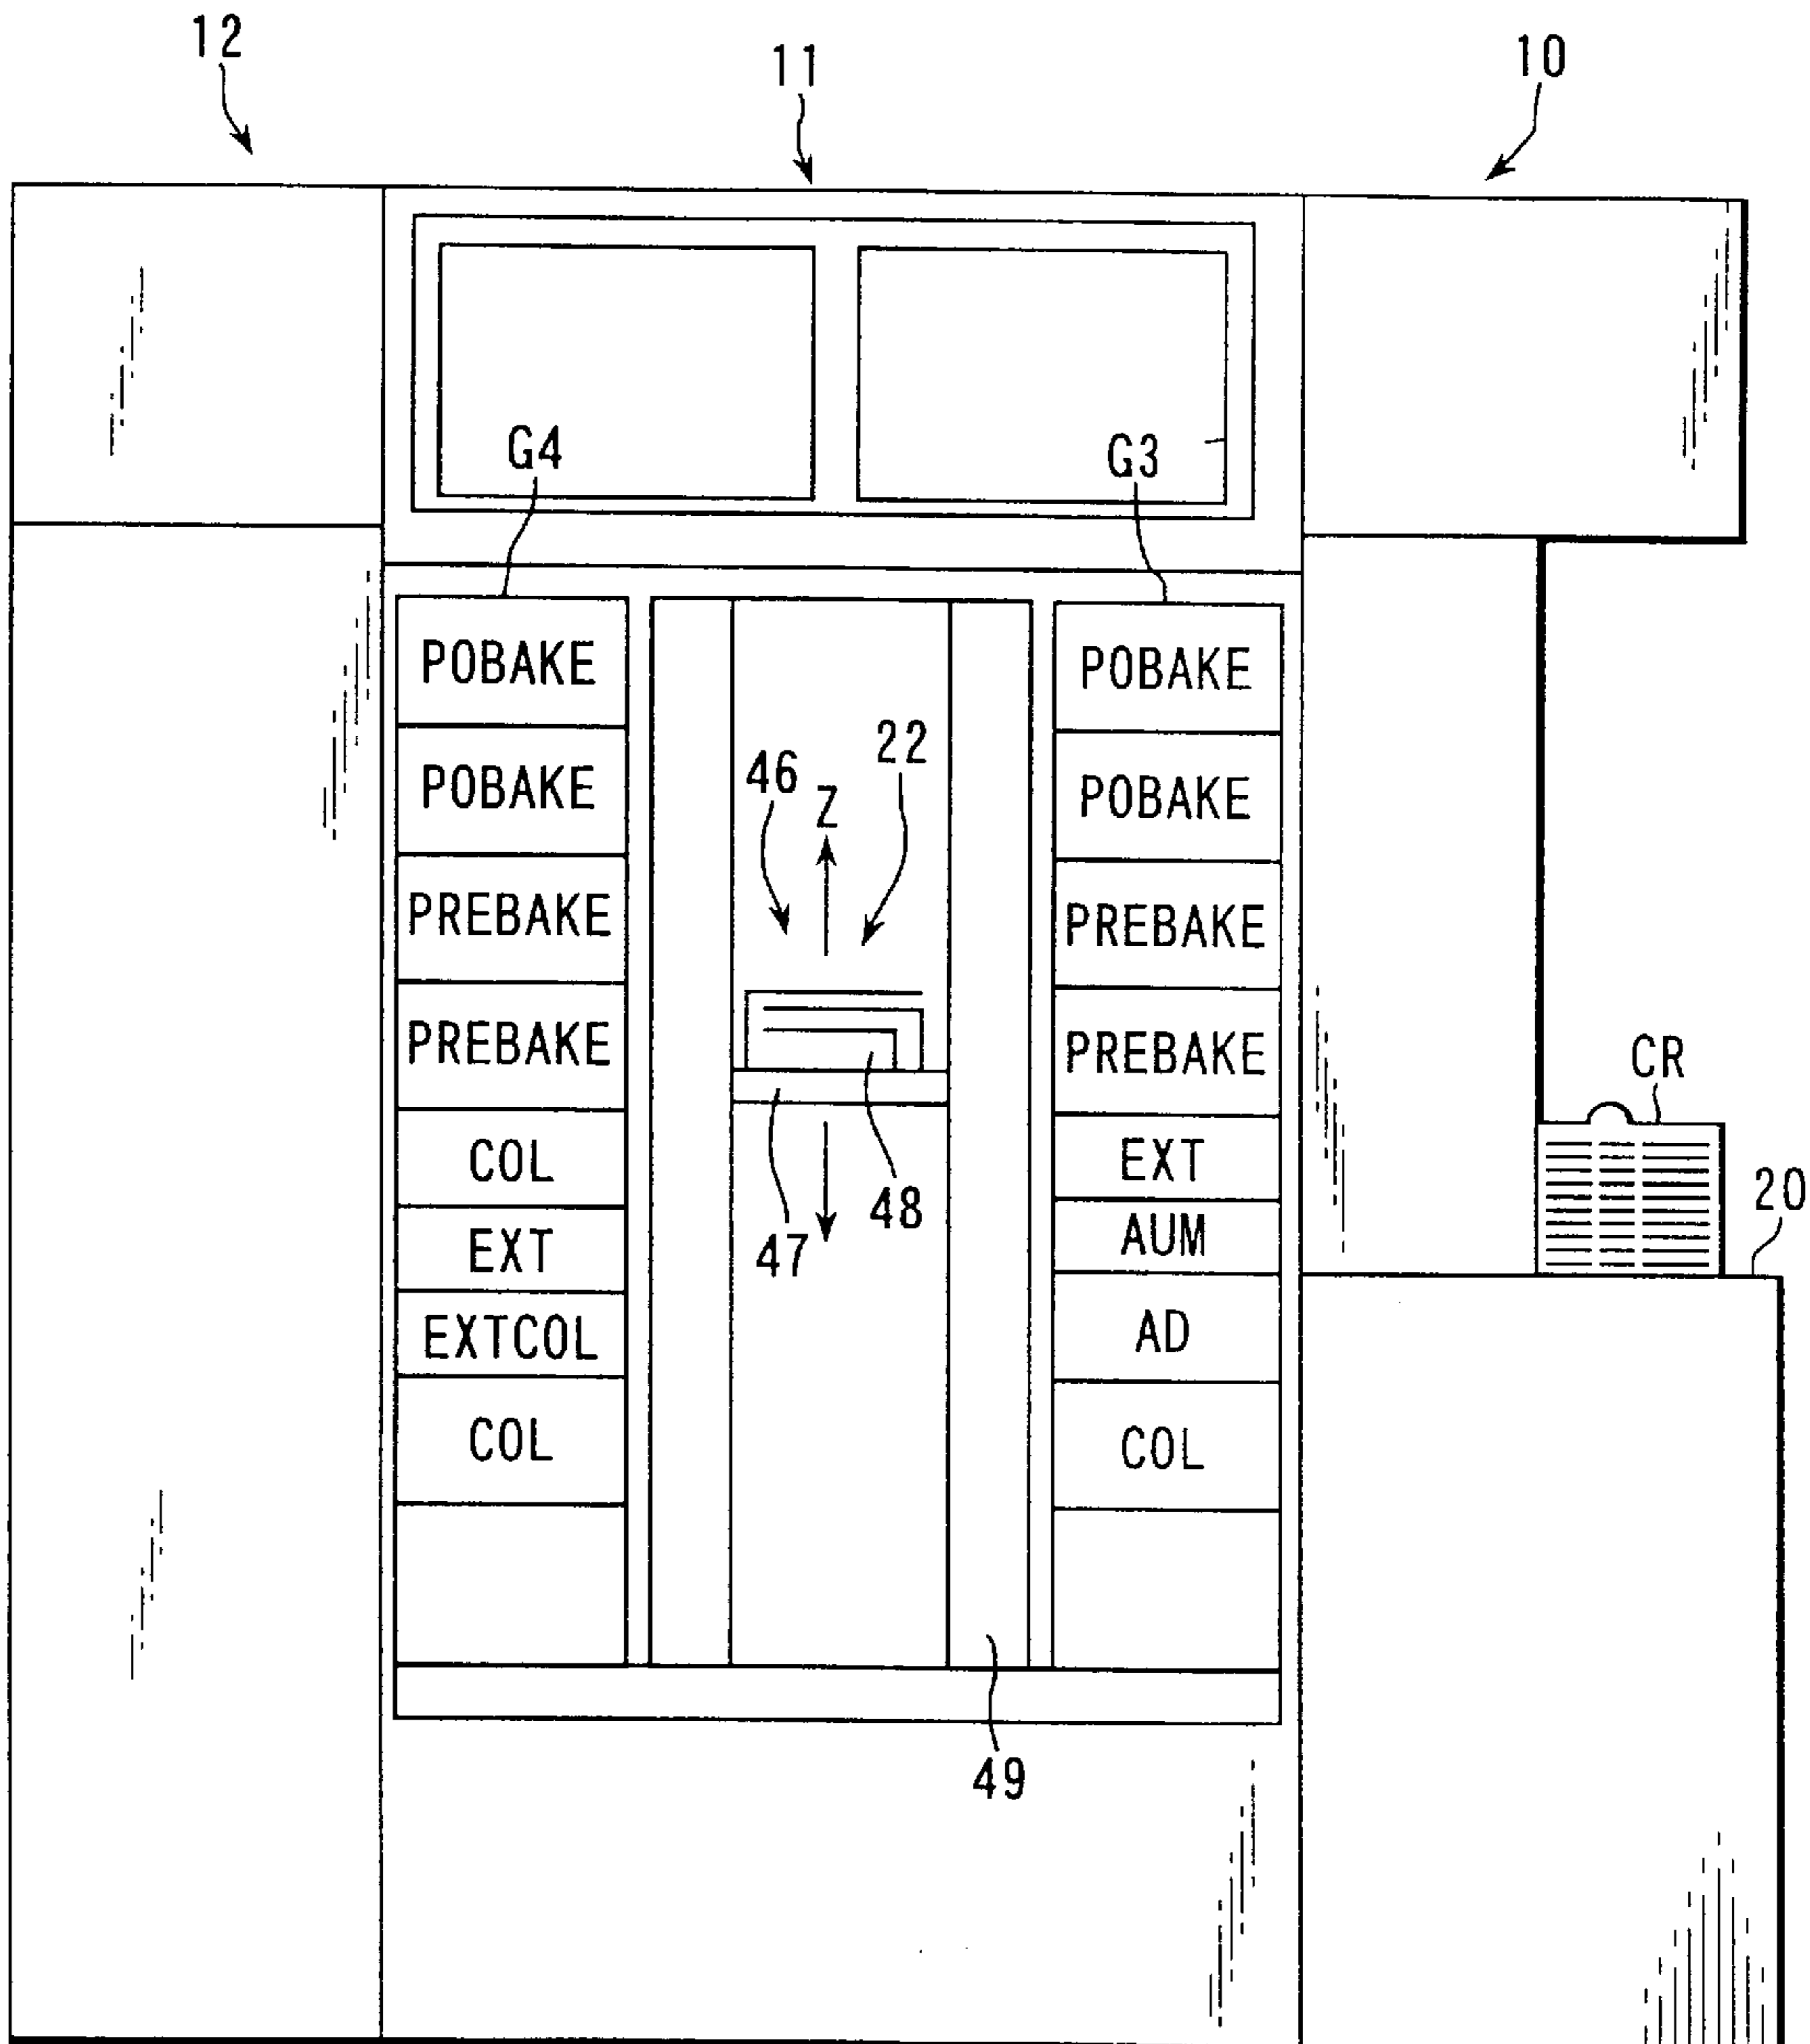 12
11
10
G4
G3
POBAKE
POBAKE
PREBAKE
PREBAKE
COL
EXT
EXTCOL
COL
46
Z
22
47
48
49
POBAKE
POBAKE
PREBAKE
PREBAKE
EXT
AUM
AD
COL
CR
20